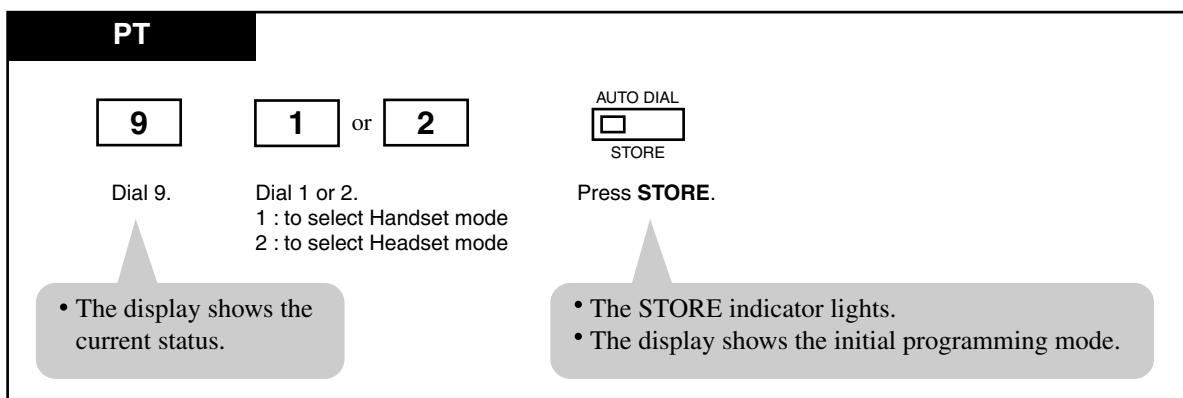 PT
9
1 or 2
AUTO DIAL
STORE
Dial 9.
Dial 1 or 2.
1 : to select Handset mode
2 : to select Headset mode
Press STORE.
• The display shows the
current status.
• The STORE indicator lights.
• The display shows the initial programming mode.